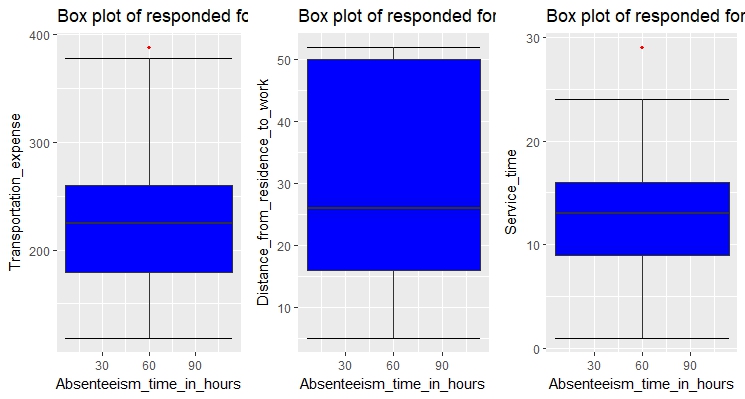 Box plot of responded fo
Box plot of responded for
Box plot of responded for
400
300
200
Transportation_expense
30 60 90
Absenteeism_time_in_hours
50
40
30
20
10
Distance_from_residence_to_work
30 60 90
Absenteeism_time_in_hours
30
20
10
0
Service_time
30 60 90
Absenteeism_time_in_hours